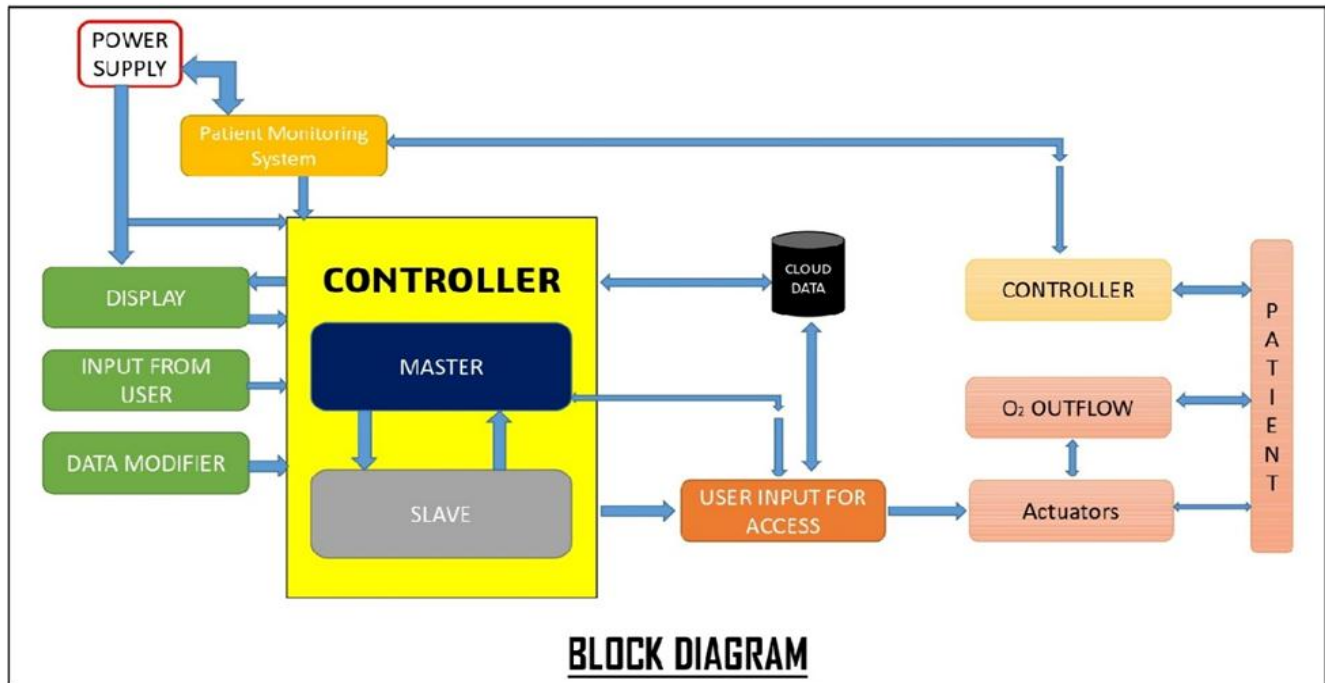 POWER
SUPPLY
Patient Monitoring
System
CONTROLLER
MASTER
SLAVE
DISPLAY
INPUT FROM
USER
DATA MODIFIER
CLOUD
DATA
USER INPUT FOR
ACCESS
CONTROLLER
O₂ OUTFLOW
Actuators
PATIENT
BLOCK DIAGRAM